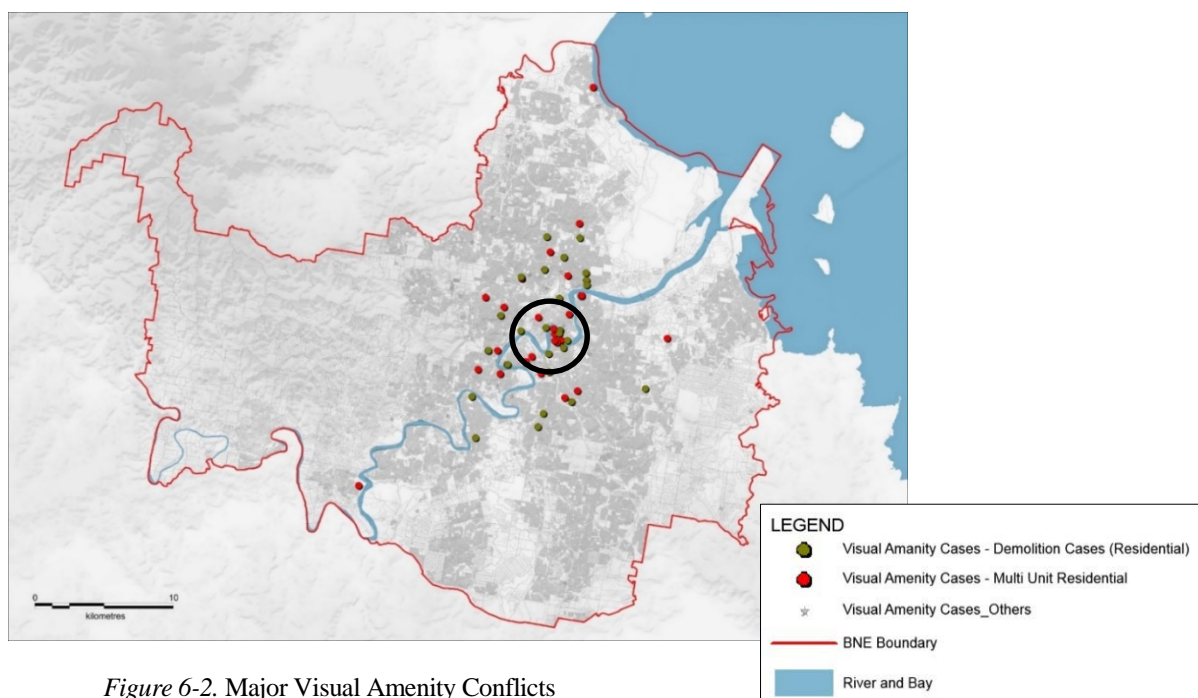 0 10
kilometres
LEGEND
Visual Amanity Cases - Demolition Cases (Residential)
Visual Amenity Cases - Multi Unit Residential
Visual Amenity Cases_Others
BNE Boundary
River and Bay
Figure 6-2. Major Visual Amenity Conflicts